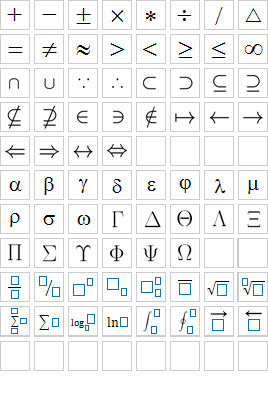 + − ± × ∗ ÷ / △
= ≠ ≈ > < ≥ ≤ ∞
∩ ∪ ∵ ∴ ⊂ ⊃ ⊆ ⊇
⊈ ⊉ ∈ ∋ ∉ ↦ ← →
⇐ ⇒ ↔ ⇔
α β γ δ ε φ λ μ
ρ σ ω Γ Δ Θ Λ Ξ
Π Σ Υ Φ Ψ Ω
□/□ □/□ □□ □□ □□□ □ √□ □√□
□Σ□□ Σ□ log□□ ln□ ∫□□ ∮□□ →□ ←□